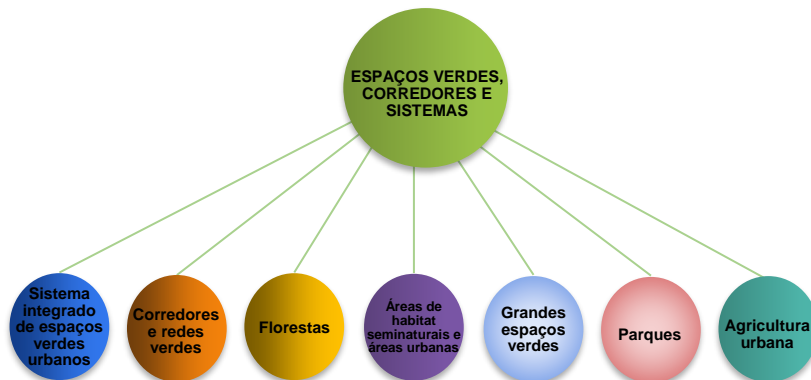 ESPAÇOS VERDES,
CORREDORES E
SISTEMAS
Sistema
integrado
de espaços
verdes
urbanos
Corredores
e redes
verdes
Florestas
Áreas de
habitat
seminaturais e
áreas urbanas
Grandes
espaços
verdes
Parques
Agricultura
urbana